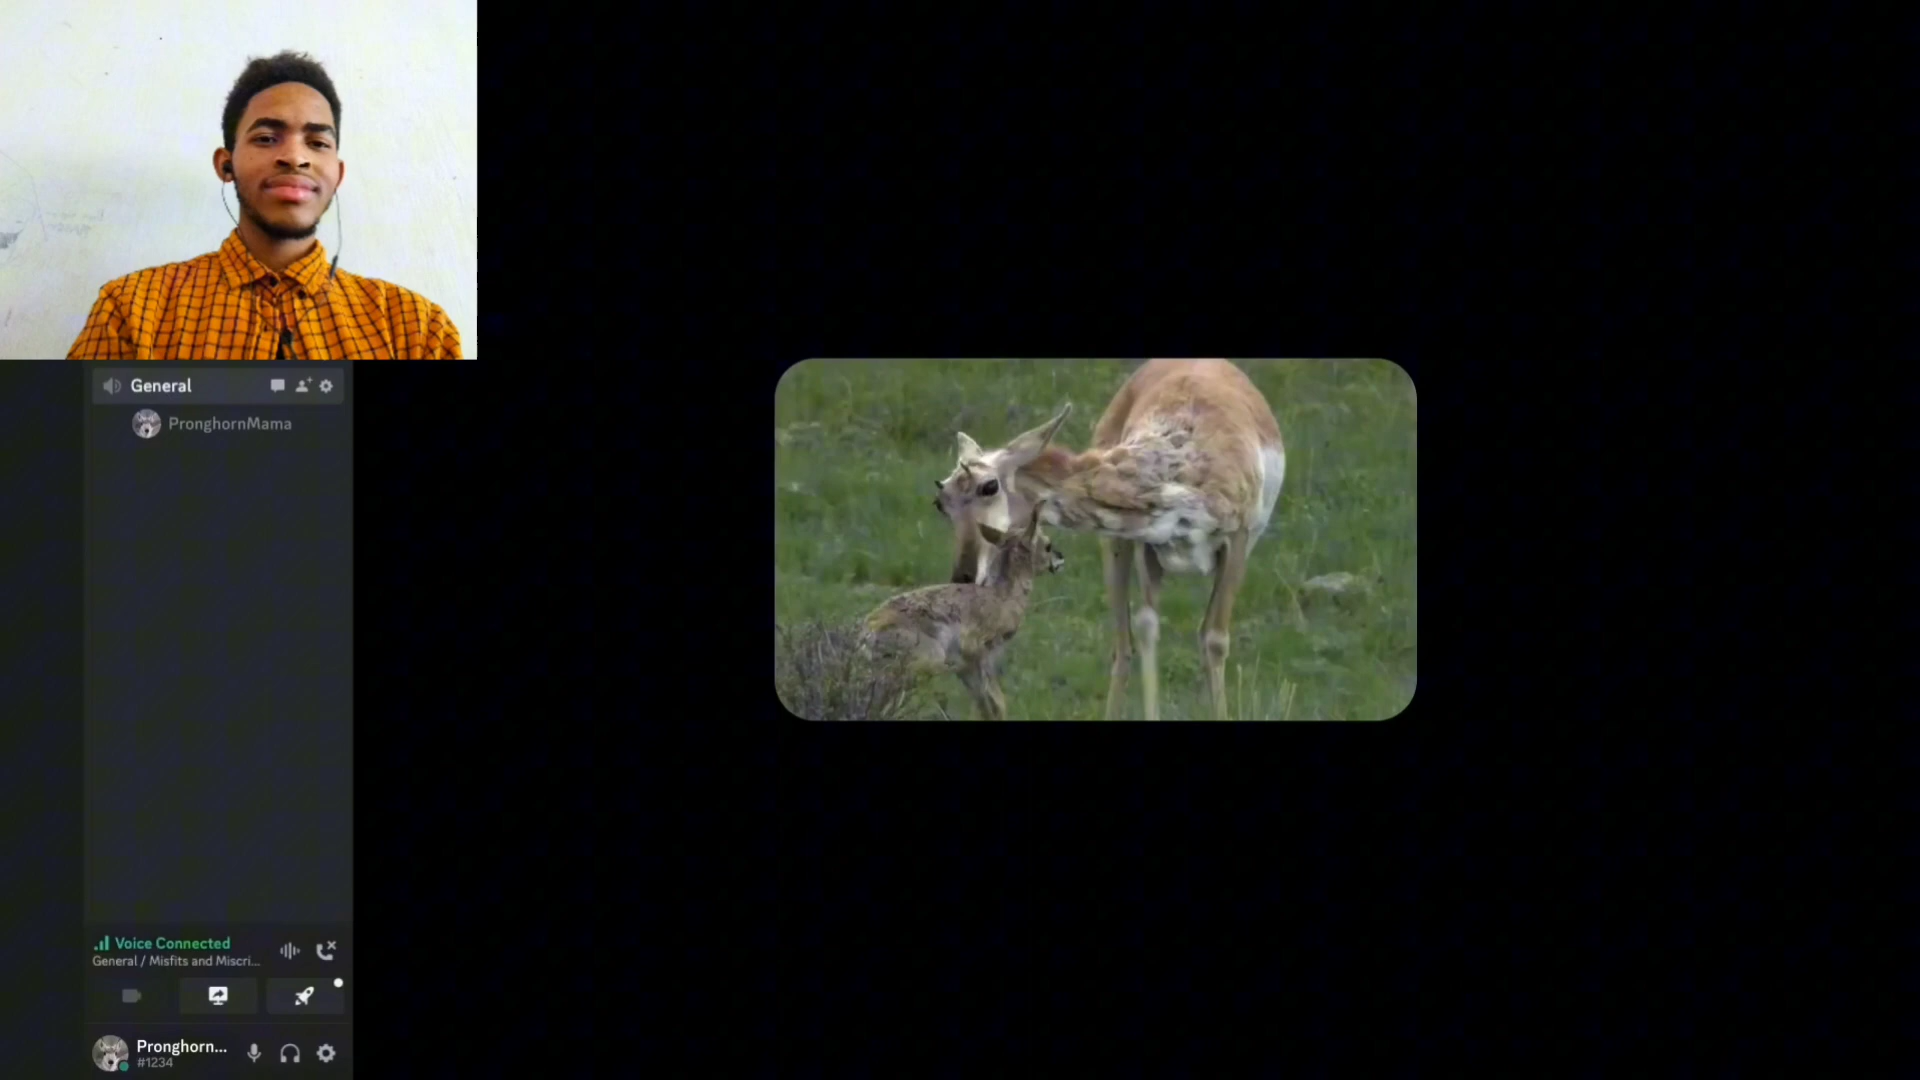 General
PronghornMama
Voice Connected
General / Misfits and Miscri...
Pronghorn...
#1234